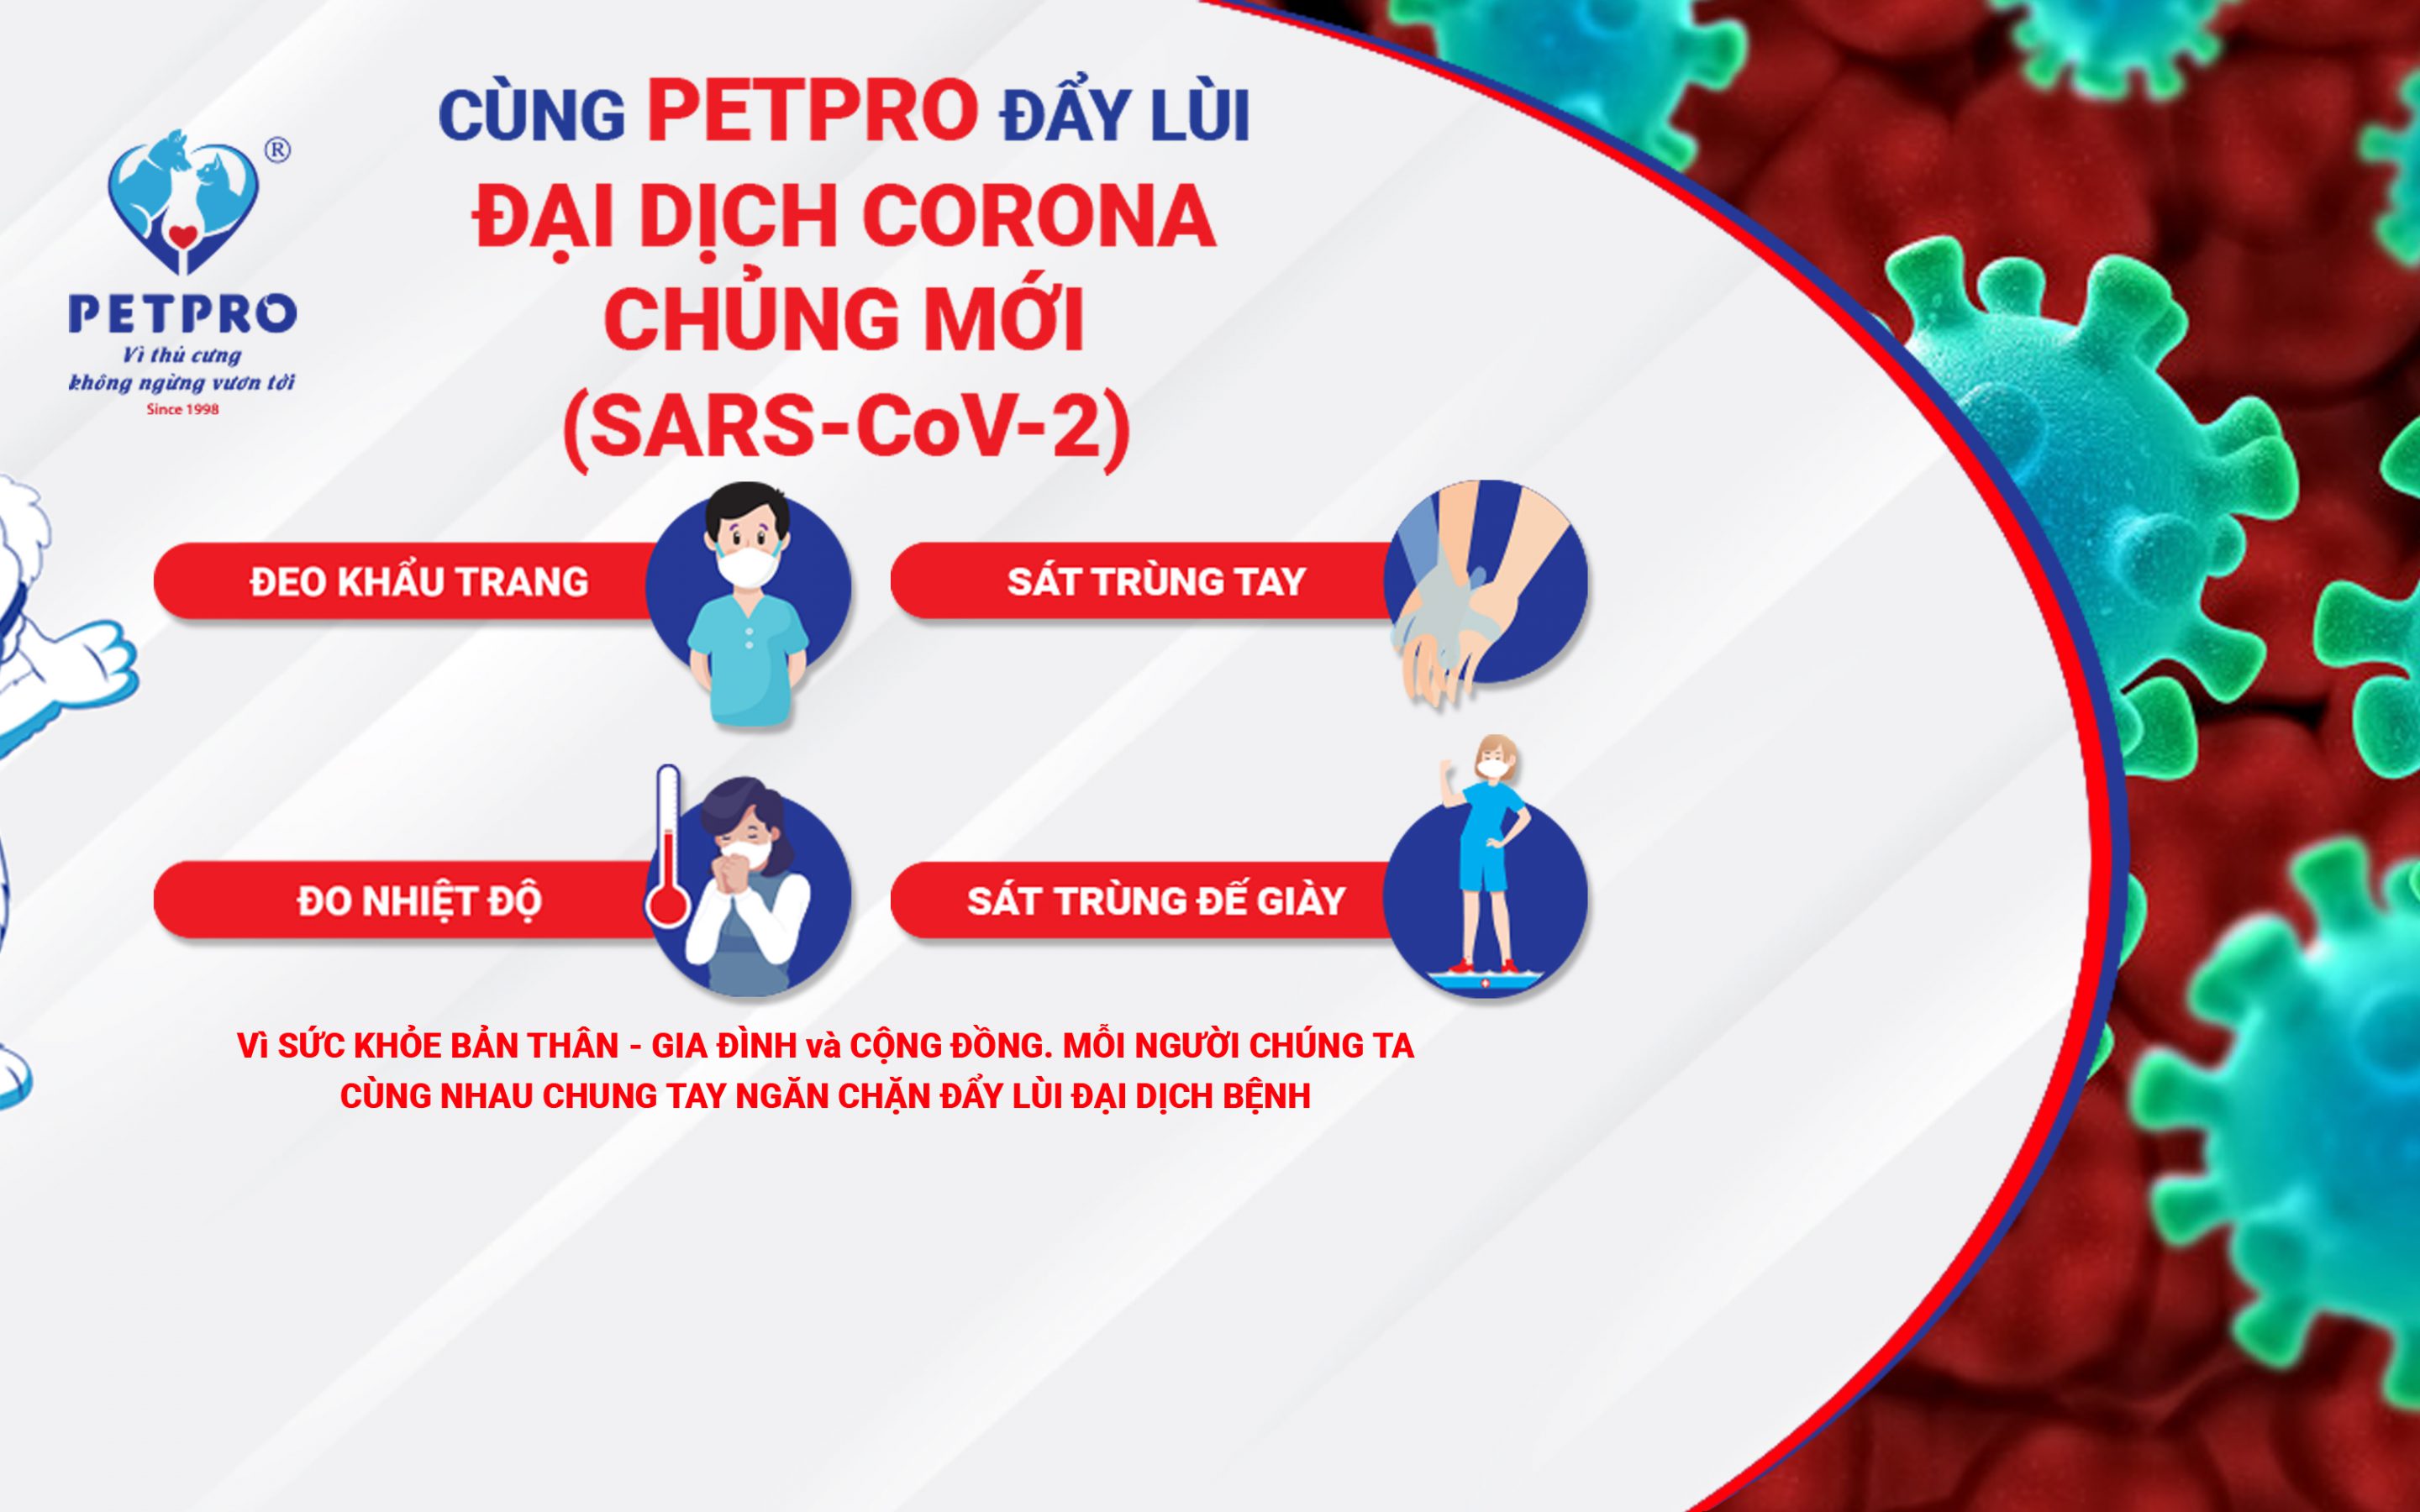 CÙNG PETPRO ĐẨY LÙI
ĐẠI DỊCH CORONA
CHỦNG MỚI
(SARS-CoV-2)
®
PETPRO
Vì thú cưng
không ngừng vươn tới
Since 1998
ĐEO KHẨU TRANG
SÁT TRÙNG TAY
ĐO NHIỆT ĐỘ
SÁT TRÙNG ĐẾ GIÀY
Vì SỨC KHỎE BẢN THÂN - GIA ĐÌNH và CỘNG ĐỒNG. MỖI NGƯỜI CHÚNG TA
CÙNG NHAU CHUNG TAY NGĂN CHẶN ĐẨY LÙI ĐẠI DỊCH BỆNH